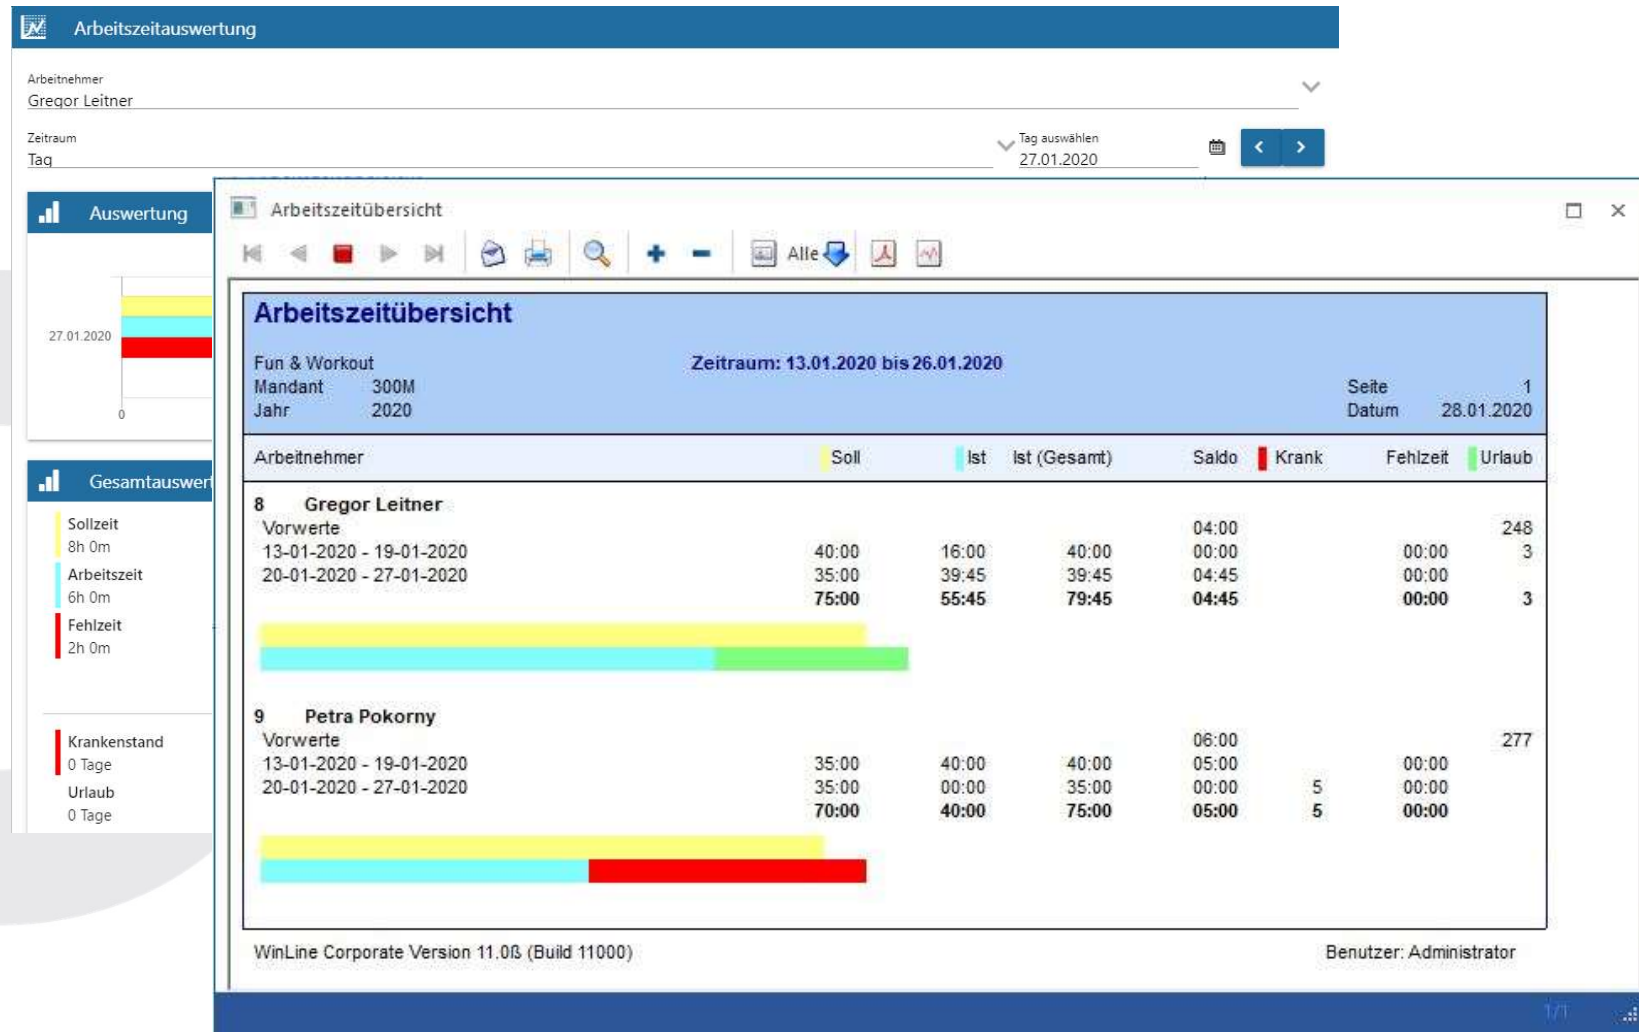 Arbeitszeitauswertung
Arbeitnehmer
Gregor Leitner
Zeitraum
Tag
Tag auswählen
27.01.2020
Auswertung
27.01.2020
0
Gesamtauswer
Sollzeit
8h 0m
Arbeitszeit
6h 0m
Fehlzeit
2h 0m
Krankenstand
0 Tage
Urlaub
0 Tage
Arbeitszeitübersicht
Alle
Arbeitszeitübersicht
Fun & Workout
Zeitraum: 13.01.2020 bis 26.01.2020
Mandant 300M
Seite 1
Jahr 2020
Datum 28.01.2020
Arbeitnehmer Soll Ist Ist (Gesamt) Saldo Krank Fehlzeit Urlaub
8 Gregor Leitner
Vorwerte 04:00 248
13-01-2020 - 19-01-2020 40:00 16:00 40:00 00:00 00:00 3
20-01-2020 - 27-01-2020 35:00 39:45 39:45 04:45 00:00
75:00 55:45 79:45 04:45 00:00 3
9 Petra Pokorny
Vorwerte 06:00 277
13-01-2020 - 19-01-2020 35:00 40:00 40:00 05:00 00:00
20-01-2020 - 27-01-2020 35:00 00:00 35:00 00:00 5 00:00
70:00 40:00 75:00 05:00 5 00:00
WinLine Corporate Version 11.0ß (Build 11000)
Benutzer: Administrator
1/1